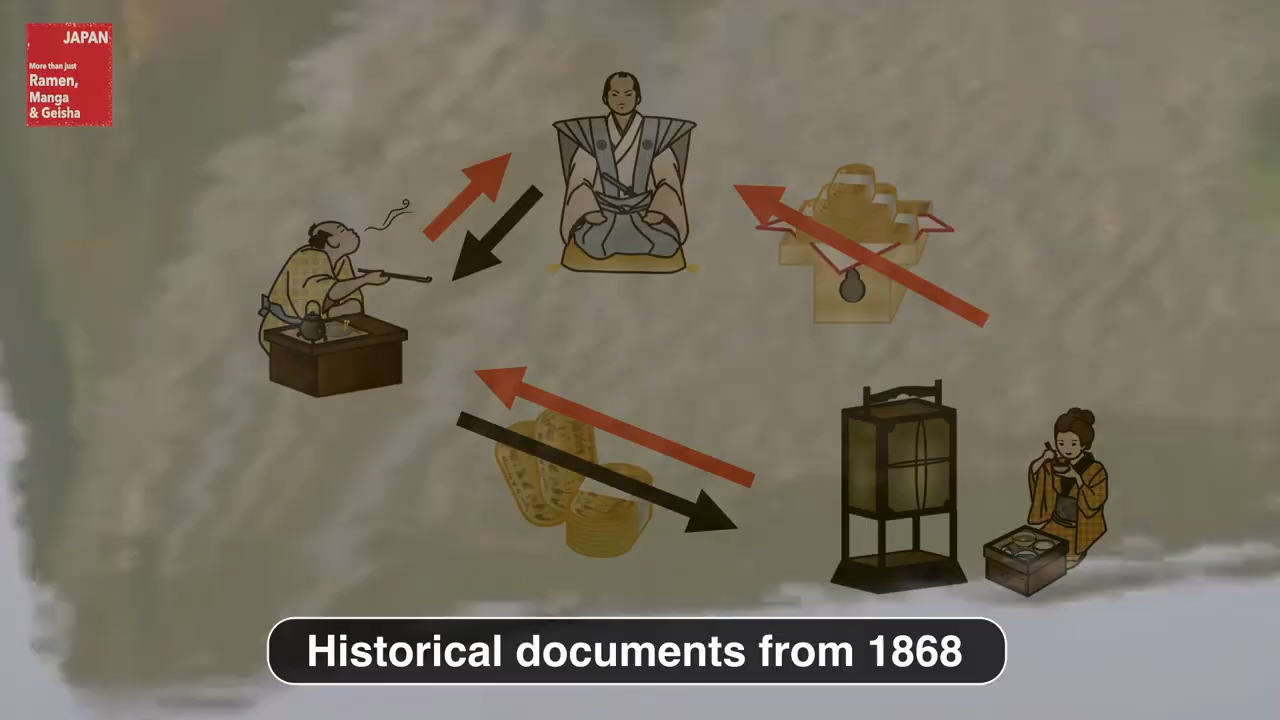 JAPAN
More than just
Ramen,
Manga
& Geisha
Historical documents from 1868